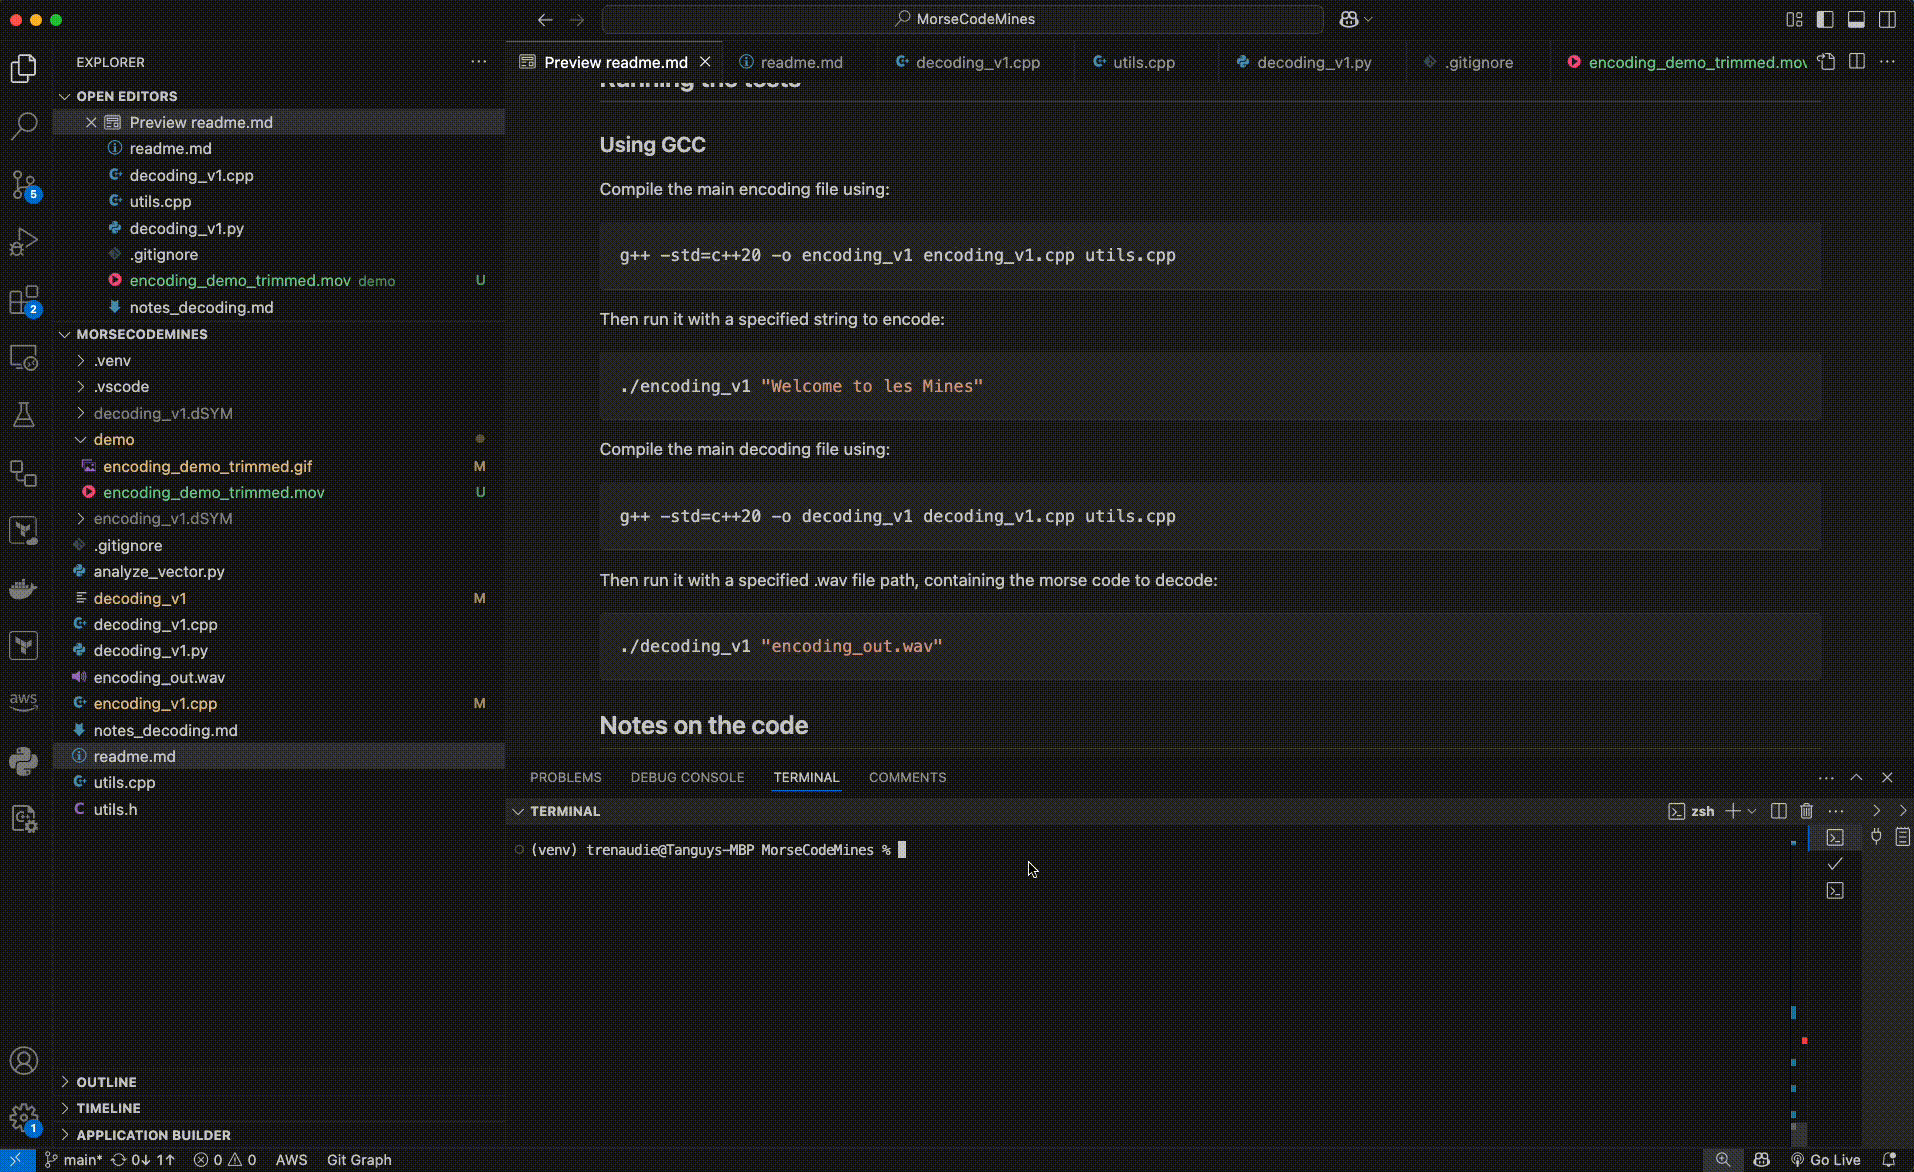 MorseCodeMines
EXPLORER
OPEN EDITORS
Preview readme.md
readme.md
decoding_v1.cpp
utils.cpp
decoding_v1.py
.gitignore
encoding_demo_trimmed.mov demo U
notes_decoding.md
MORSECODEMINES
.venv
.vscode
decoding_v1.dSYM
demo
encoding_demo_trimmed.gif M
encoding_demo_trimmed.mov U
encoding_v1.dSYM
.gitignore
analyze_vector.py
decoding_v1 M
decoding_v1.cpp
decoding_v1.py
encoding_out.wav
encoding_v1.cpp M
notes_decoding.md
readme.md
utils.cpp
utils.h
OUTLINE
TIMELINE
APPLICATION BUILDER
5
2
aws
1
Preview readme.md readme.md decoding_v1.cpp utils.cpp decoding_v1.py .gitignore encoding_demo_trimmed.mov
Running the tests
Using GCC
Compile the main encoding file using:
g++ -std=c++20 -o encoding_v1 encoding_v1.cpp utils.cpp
Then run it with a specified string to encode:
./encoding_v1 "Welcome to les Mines"
Compile the main decoding file using:
g++ -std=c++20 -o decoding_v1 decoding_v1.cpp utils.cpp
Then run it with a specified .wav file path, containing the morse code to decode:
./decoding_v1 "encoding_out.wav"
Notes on the code
PROBLEMS DEBUG CONSOLE TERMINAL COMMENTS
TERMINAL
zsh
(venv) trenaudie@Tanguys-MBP MorseCodeMines %
main* 0↓ 1↑ 0 0 AWS Git Graph
Go Live